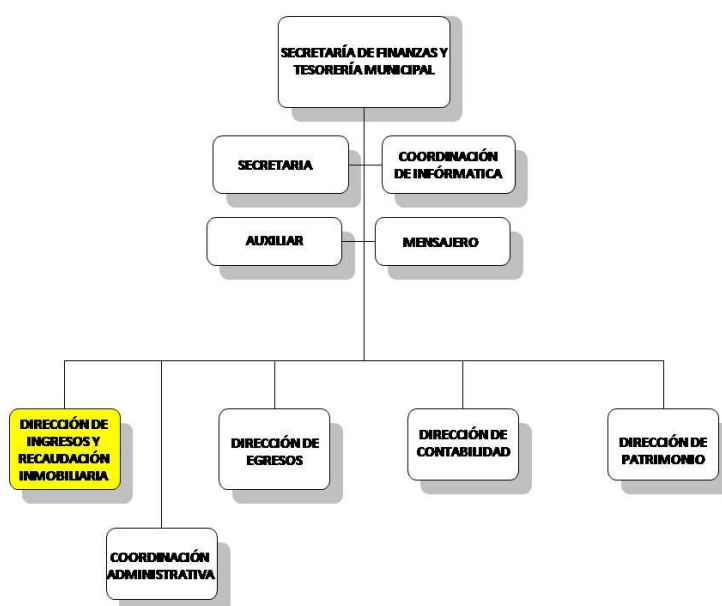 SECRETARÍA DE FINANZAS Y
TESORERÍA MUNICIPAL
SECRETARIA
COORDINACIÓN
DE INFÓRMATICA
AUXILIAR
MENSAJERO
DIRECCIÓN DE
INGRESOS Y
RECAUDACIÓN
INMOBILIARIA
DIRECCIÓN DE
EGRESOS
DIRECCIÓN DE
CONTABILIDAD
DIRECCIÓN DE
PATRIMONIO
COORDINACIÓN
ADMINISTRATIVA